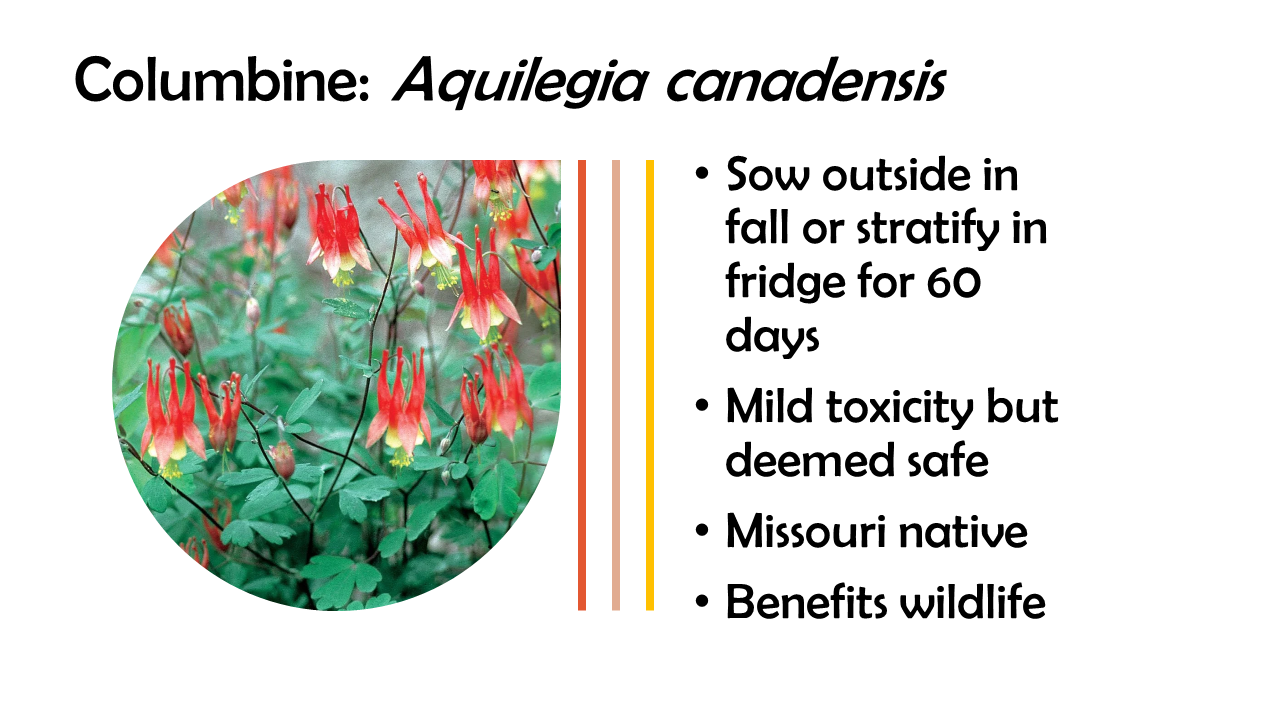 Columbine: Aquilegia canadensis
• Sow outside in
fall or stratify in
fridge for 60
days
• Mild toxicity but
deemed safe
• Missouri native
• Benefits wildlife